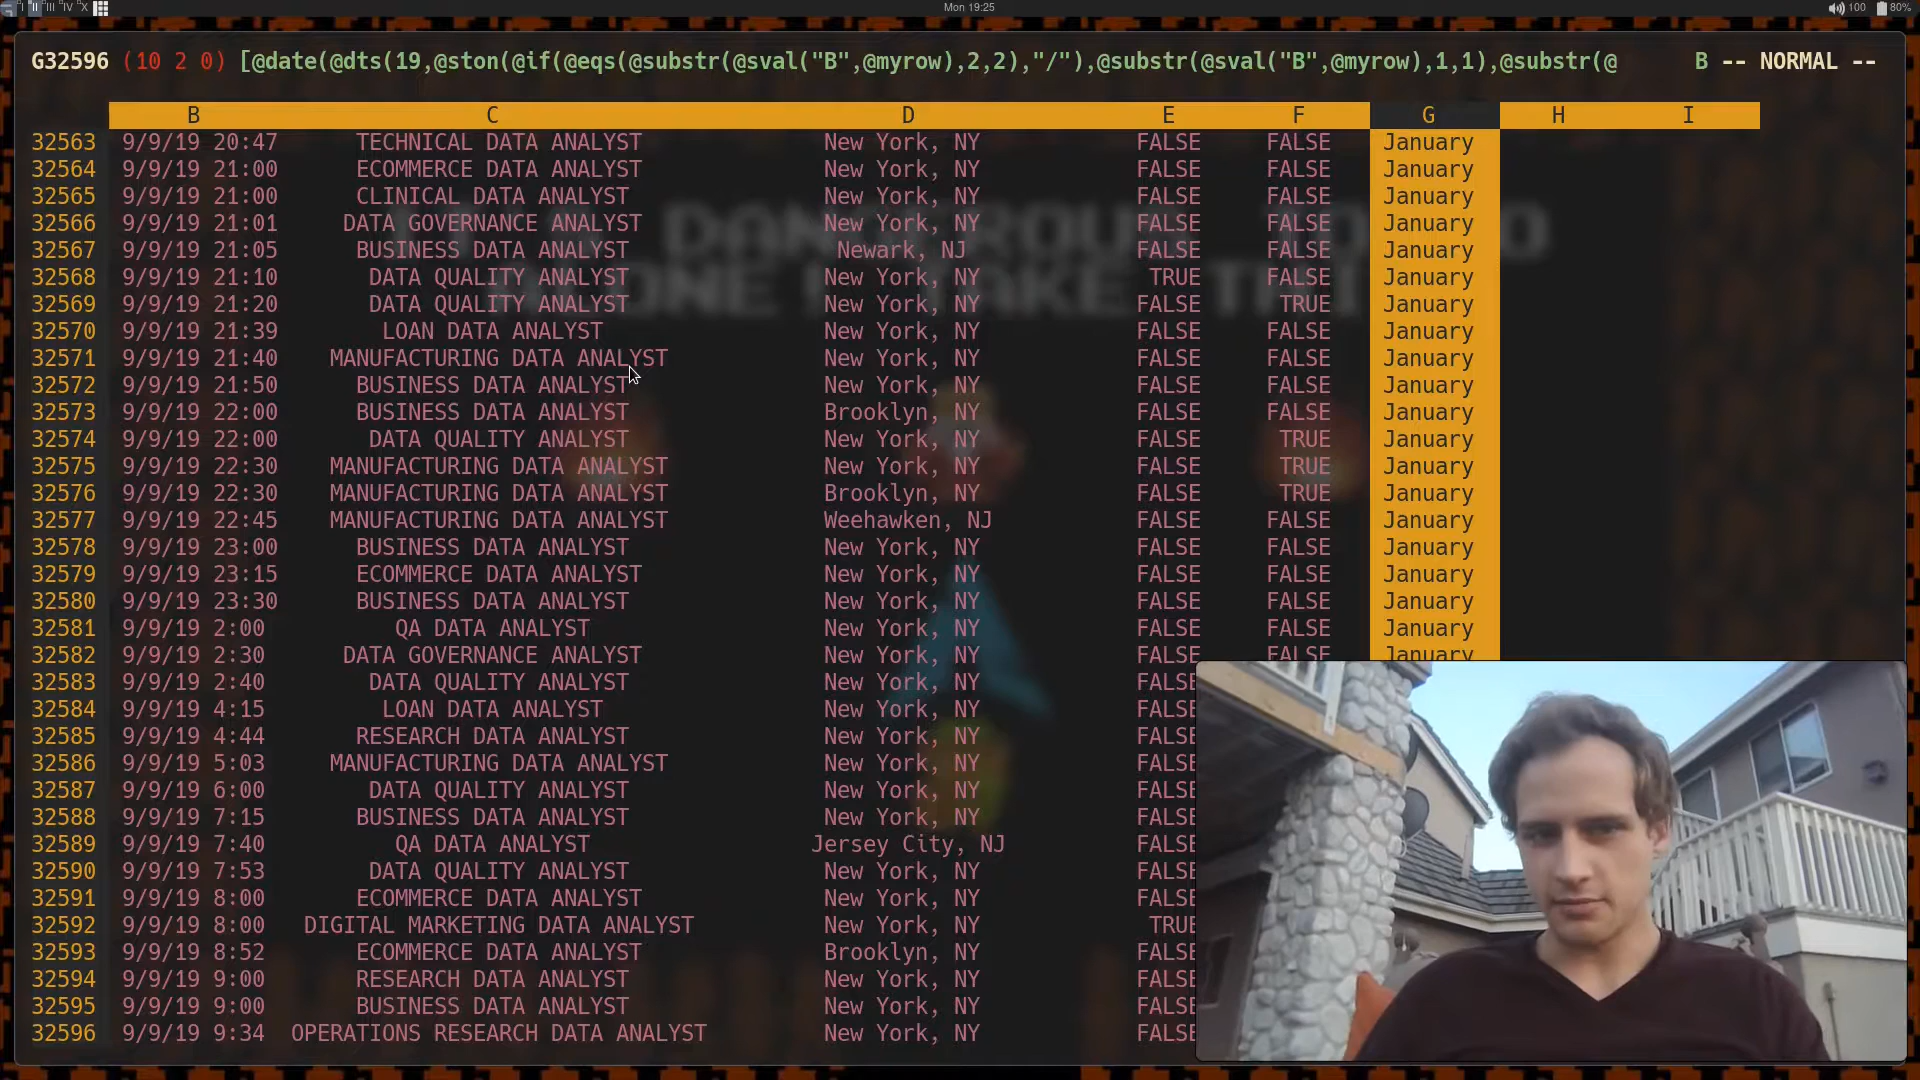 I II III IV X Mon 19:25 100 80%
G32596 (10 2 0) [@date(@dts(19,@ston(@if(@eqs(@substr(@sval("B",@myrow),2,2),"/"),@substr(@sval("B",@myrow),1,1),@substr(@ B -- NORMAL --
B C D E F G H I
32563 9/9/19 20:47 TECHNICAL DATA ANALYST New York, NY FALSE FALSE January
32564 9/9/19 21:00 ECOMMERCE DATA ANALYST New York, NY FALSE FALSE January
32565 9/9/19 21:00 CLINICAL DATA ANALYST New York, NY FALSE FALSE January
32566 9/9/19 21:01 DATA GOVERNANCE ANALYST New York, NY FALSE FALSE January
32567 9/9/19 21:05 BUSINESS DATA ANALYST Newark, NJ FALSE FALSE January
32568 9/9/19 21:10 DATA QUALITY ANALYST New York, NY TRUE FALSE January
32569 9/9/19 21:20 DATA QUALITY ANALYST New York, NY FALSE TRUE January
32570 9/9/19 21:39 LOAN DATA ANALYST New York, NY FALSE FALSE January
32571 9/9/19 21:40 MANUFACTURING DATA ANALYST New York, NY FALSE FALSE January
32572 9/9/19 21:50 BUSINESS DATA ANALYST New York, NY FALSE FALSE January
32573 9/9/19 22:00 BUSINESS DATA ANALYST Brooklyn, NY FALSE FALSE January
32574 9/9/19 22:00 DATA QUALITY ANALYST New York, NY FALSE TRUE January
32575 9/9/19 22:30 MANUFACTURING DATA ANALYST New York, NY FALSE TRUE January
32576 9/9/19 22:30 MANUFACTURING DATA ANALYST Brooklyn, NY FALSE TRUE January
32577 9/9/19 22:45 MANUFACTURING DATA ANALYST Weehawken, NJ FALSE FALSE January
32578 9/9/19 23:00 BUSINESS DATA ANALYST New York, NY FALSE FALSE January
32579 9/9/19 23:15 ECOMMERCE DATA ANALYST New York, NY FALSE FALSE January
32580 9/9/19 23:30 BUSINESS DATA ANALYST New York, NY FALSE FALSE January
32581 9/9/19 2:00 QA DATA ANALYST New York, NY FALSE FALSE January
32582 9/9/19 2:30 DATA GOVERNANCE ANALYST New York, NY FALSE FALSE January
32583 9/9/19 2:40 DATA QUALITY ANALYST New York, NY FALSE
32584 9/9/19 4:15 LOAN DATA ANALYST New York, NY FALSE
32585 9/9/19 4:44 RESEARCH DATA ANALYST New York, NY FALSE
32586 9/9/19 5:03 MANUFACTURING DATA ANALYST New York, NY FALSE
32587 9/9/19 6:00 DATA QUALITY ANALYST New York, NY FALSE
32588 9/9/19 7:15 BUSINESS DATA ANALYST New York, NY FALSE
32589 9/9/19 7:40 QA DATA ANALYST Jersey City, NJ FALSE
32590 9/9/19 7:53 DATA QUALITY ANALYST New York, NY FALSE
32591 9/9/19 8:00 ECOMMERCE DATA ANALYST New York, NY FALSE
32592 9/9/19 8:00 DIGITAL MARKETING DATA ANALYST New York, NY TRUE
32593 9/9/19 8:52 ECOMMERCE DATA ANALYST Brooklyn, NY FALSE
32594 9/9/19 9:00 RESEARCH DATA ANALYST New York, NY FALSE
32595 9/9/19 9:00 BUSINESS DATA ANALYST New York, NY FALSE
32596 9/9/19 9:34 OPERATIONS RESEARCH DATA ANALYST New York, NY FALSE